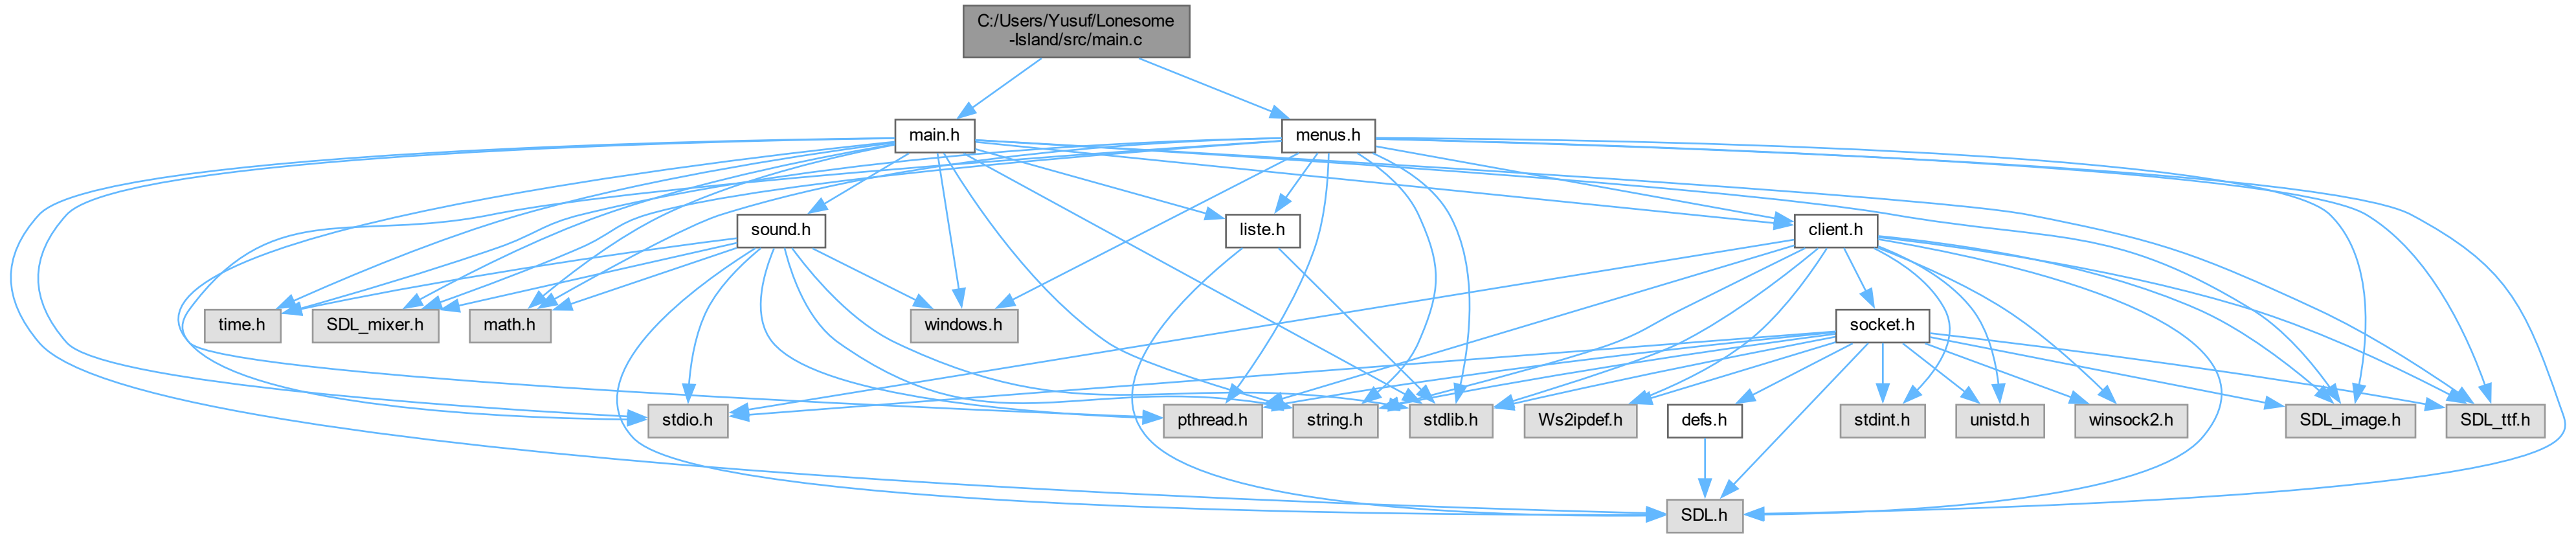 C:/Users/Yusuf/Lonesome
-Island/src/main.c
main.h
menus.h
sound.h
liste.h
client.h
time.h
SDL_mixer.h
math.h
windows.h
socket.h
stdio.h
pthread.h
string.h
stdlib.h
Ws2ipdef.h
defs.h
stdint.h
unistd.h
winsock2.h
SDL_image.h
SDL_ttf.h
SDL.h